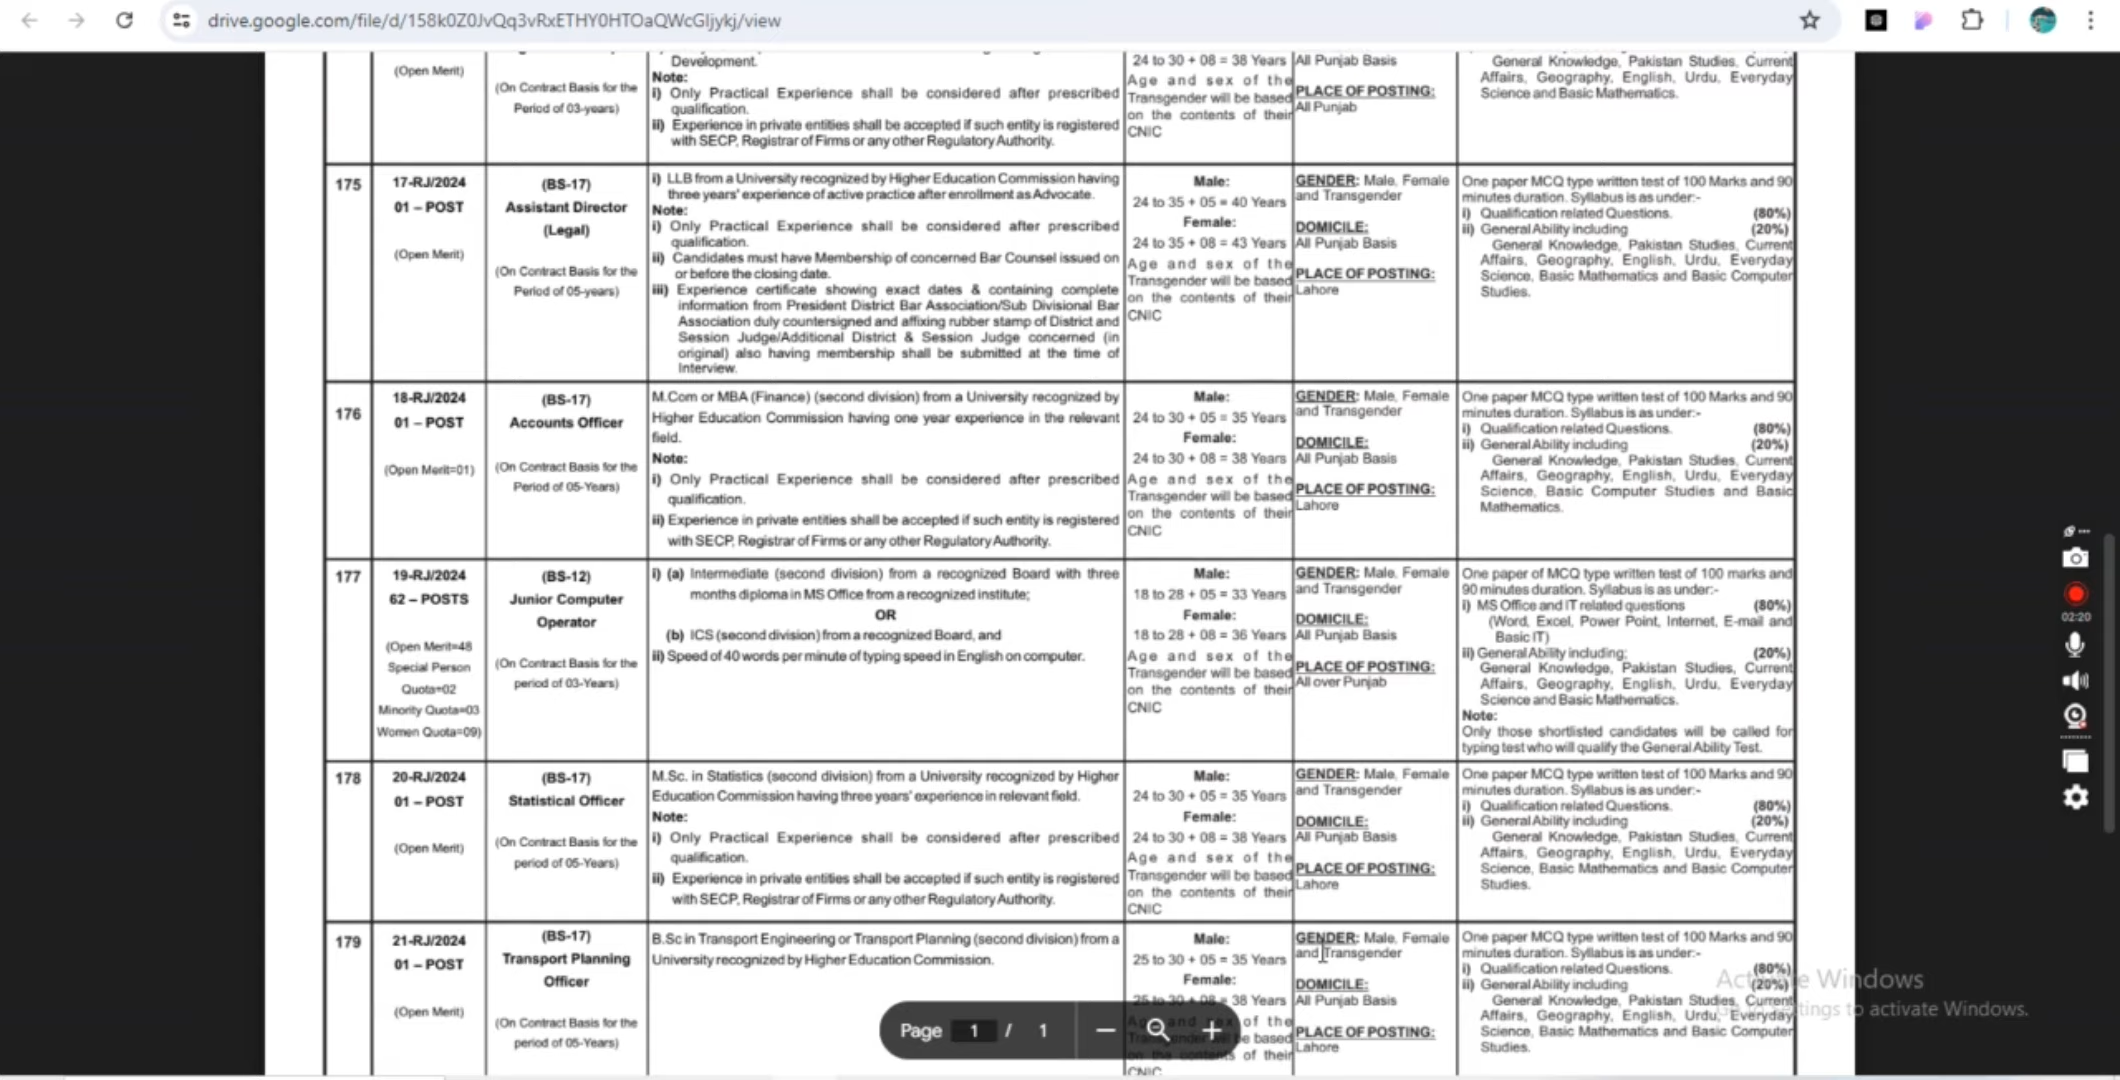 drive.google.com/file/d/158k0Z0JvQq3vRxETHY0HTOaQWcGljykj/view
(Open Merit)
(On Contract Basis for the
Period of 03-years)
Development.
Note:
i) Only Practical Experience shall be considered after prescribed
qualification.
ii) Experience in private entities shall be accepted if such entity is registered
with SECP, Registrar of Firms or any other Regulatory Authority.
24 to 30 + 08 = 38 Years
Age and sex of the
Transgender will be based
on the contents of their
CNIC
All Punjab Basis
PLACE OF POSTING:
All Punjab
General Knowledge, Pakistan Studies, Current
Affairs, Geography, English, Urdu, Everyday
Science and Basic Mathematics.
175
17-RJ/2024
01 – POST
(Open Merit)
(BS-17)
Assistant Director
(Legal)
(On Contract Basis for the
Period of 05-years)
i) LLB from a University recognized by Higher Education Commission having
three years' experience of active practice after enrollment as Advocate.
Note:
i) Only Practical Experience shall be considered after prescribed
qualification.
ii) Candidates must have Membership of concerned Bar Counsel issued on
or before the closing date.
iii) Experience certificate showing exact dates & containing complete
information from President District Bar Association/Sub Divisional Bar
Association duly countersigned and affixing rubber stamp of District and
Session Judge/Additional District & Session Judge concerned (in
original) also having membership shall be submitted at the time of
Interview.
Male:
24 to 35 + 05 = 40 Years
Female:
24 to 35 + 08 = 43 Years
Age and sex of the
Transgender will be based
on the contents of their
CNIC
GENDER: Male, Female
and Transgender
DOMICILE:
All Punjab Basis
PLACE OF POSTING:
Lahore
One paper MCQ type written test of 100 Marks and 90
minutes duration. Syllabus is as under:-
i) Qualification related Questions. (80%)
ii) General Ability including (20%)
General Knowledge, Pakistan Studies, Current
Affairs, Geography, English, Urdu, Everyday
Science, Basic Mathematics and Basic Computer
Studies.
176
18-RJ/2024
01 – POST
(Open Merit=01)
(BS-17)
Accounts Officer
(On Contract Basis for the
Period of 05-Years)
M.Com or MBA (Finance) (second division) from a University recognized by
Higher Education Commission having one year experience in the relevant
field.
Note:
i) Only Practical Experience shall be considered after prescribed
qualification.
ii) Experience in private entities shall be accepted if such entity is registered
with SECP, Registrar of Firms or any other Regulatory Authority.
Male:
24 to 30 + 05 = 35 Years
Female:
24 to 30 + 08 = 38 Years
Age and sex of the
Transgender will be based
on the contents of their
CNIC
GENDER: Male, Female
and Transgender
DOMICILE:
All Punjab Basis
PLACE OF POSTING:
Lahore
One paper MCQ type written test of 100 Marks and 90
minutes duration. Syllabus is as under:-
i) Qualification related Questions. (80%)
ii) General Ability including (20%)
General Knowledge, Pakistan Studies, Current
Affairs, Geography, English, Urdu, Everyday
Science, Basic Computer Studies and Basic
Mathematics.
177
19-RJ/2024
62 – POSTS
(Open Merit=48
Special Person
Quota=02
Minority Quota=03
Women Quota=09)
(BS-12)
Junior Computer
Operator
(On Contract Basis for the
period of 03-Years)
i) (a) Intermediate (second division) from a recognized Board with three
months diploma in MS Office from a recognized institute;
OR
(b) ICS (second division) from a recognized Board, and
ii) Speed of 40 words per minute of typing speed in English on computer.
Male:
18 to 28 + 05 = 33 Years
Female:
18 to 28 + 08 = 36 Years
Age and sex of the
Transgender will be based
on the contents of their
CNIC
GENDER: Male, Female
and Transgender
DOMICILE:
All Punjab Basis
PLACE OF POSTING:
All over Punjab
One paper of MCQ type written test of 100 marks and
90 minutes duration. Syllabus is as under:-
i) MS Office and IT related questions (80%)
(Word, Excel, Power Point, Internet, E-mail and
Basic IT)
ii) General Ability including; (20%)
General Knowledge, Pakistan Studies, Current
Affairs, Geography, English, Urdu, Everyday
Science and Basic Mathematics.
Note:
Only those shortlisted candidates will be called for
typing test who will qualify the General Ability Test.
178
20-RJ/2024
01 – POST
(Open Merit)
(BS-17)
Statistical Officer
(On Contract Basis for the
period of 05-Years)
M.Sc. in Statistics (second division) from a University recognized by Higher
Education Commission having three years' experience in relevant field.
Note:
i) Only Practical Experience shall be considered after prescribed
qualification.
ii) Experience in private entities shall be accepted if such entity is registered
with SECP, Registrar of Firms or any other Regulatory Authority.
Male:
24 to 30 + 05 = 35 Years
Female:
24 to 30 + 08 = 38 Years
Age and sex of the
Transgender will be based
on the contents of their
CNIC
GENDER: Male, Female
and Transgender
DOMICILE:
All Punjab Basis
PLACE OF POSTING:
Lahore
One paper MCQ type written test of 100 Marks and 90
minutes duration. Syllabus is as under:-
i) Qualification related Questions. (80%)
ii) General Ability including (20%)
General Knowledge, Pakistan Studies, Current
Affairs, Geography, English, Urdu, Everyday
Science, Basic Mathematics and Basic Computer
Studies.
179
21-RJ/2024
01 – POST
(Open Merit)
(BS-17)
Transport Planning
Officer
(On Contract Basis for the
period of 05-Years)
B.Sc in Transport Engineering or Transport Planning (second division) from a
University recognized by Higher Education Commission.
Male:
25 to 30 + 05 = 35 Years
Female:
25 to 30 + 08 = 38 Years
Age and sex of the
Transgender will be based
on the contents of their
CNIC
GENDER: Male, Female
and Transgender
DOMICILE:
All Punjab Basis
PLACE OF POSTING:
Lahore
One paper MCQ type written test of 100 Marks and 90
minutes duration. Syllabus is as under:-
i) Qualification related Questions. (80%)
ii) General Ability including (20%)
General Knowledge, Pakistan Studies, Current
Affairs, Geography, English, Urdu, Everyday
Science, Basic Mathematics and Basic Computer
Studies.
Page 1 / 1
02:20
Activate Windows
Go to Settings to activate Windows.